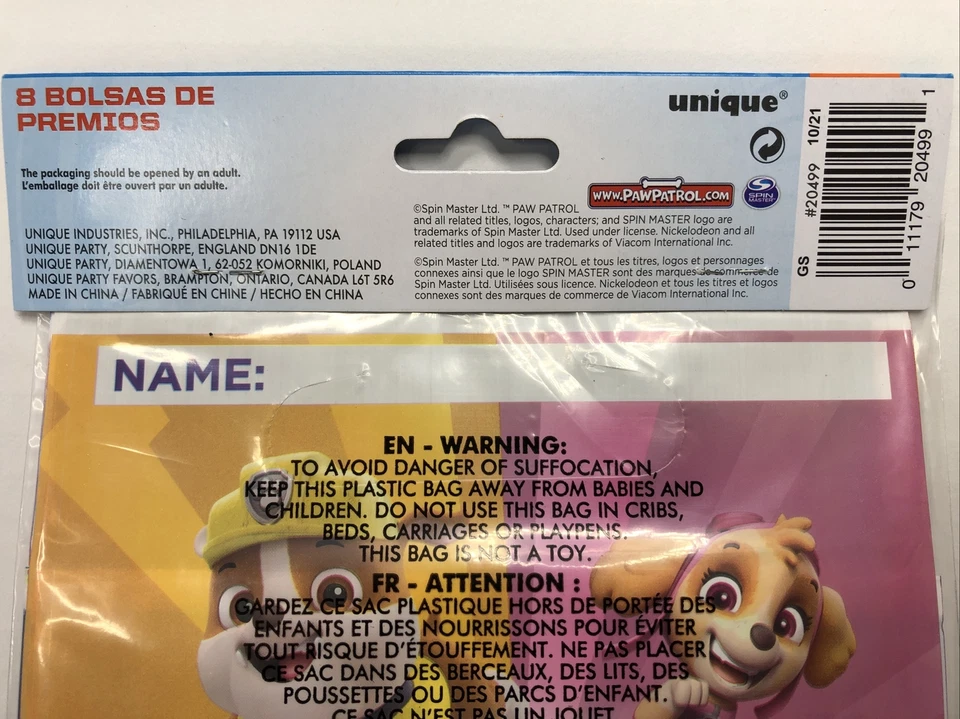 8 BOLSAS DE
PREMIOS
The packaging should be opened by an adult.
L'emballage doit être ouvert par un adulte.
UNIQUE INDUSTRIES, INC., PHILADELPHIA, PA 19112 USA
UNIQUE PARTY, SCUNTHORPE, ENGLAND DN16 1DE
UNIQUE PARTY, DIAMENTOWA 1, 62-052 KOMORNIKI, POLAND
UNIQUE PARTY FAVORS, BRAMPTON, ONTARIO, CANADA L6T 5R6
MADE IN CHINA / FABRIQUÉ EN CHINE / HECHO EN CHINA
unique®
www.PAWPATROL.COM
SPIN MASTER™
©Spin Master Ltd. ™ PAW PATROL
and all related titles, logos, characters; and SPIN MASTER logo are
trademarks of Spin Master Ltd. Used under license. Nickelodeon and all
related titles and logos are trademarks of Viacom International Inc.
©Spin Master Ltd. ™ PAW PATROL et tous les titres, logos et personnages
connexes ainsi que le logo SPIN MASTER sont des marques de commerce de
Spin Master Ltd. Utilisées sous licence. Nickelodeon et tous les titres et logos
connexes sont des marques de commerce de Viacom International Inc.
GS #20499 10/21
0 11179 20499 1
NAME:
EN - WARNING:
TO AVOID DANGER OF SUFFOCATION,
KEEP THIS PLASTIC BAG AWAY FROM BABIES AND
CHILDREN. DO NOT USE THIS BAG IN CRIBS,
BEDS, CARRIAGES OR PLAYPENS.
THIS BAG IS NOT A TOY.
FR - ATTENTION :
GARDEZ CE SAC PLASTIQUE HORS DE PORTÉE DES
ENFANTS ET DES NOURRISSONS POUR ÉVITER
TOUT RISQUE D'ÉTOUFFEMENT. NE PAS PLACER
CE SAC DANS DES BERCEAUX, DES LITS, DES
POUSSETTES OU DES PARCS D'ENFANT.
CE SAC N'EST PAS UN JOUET.